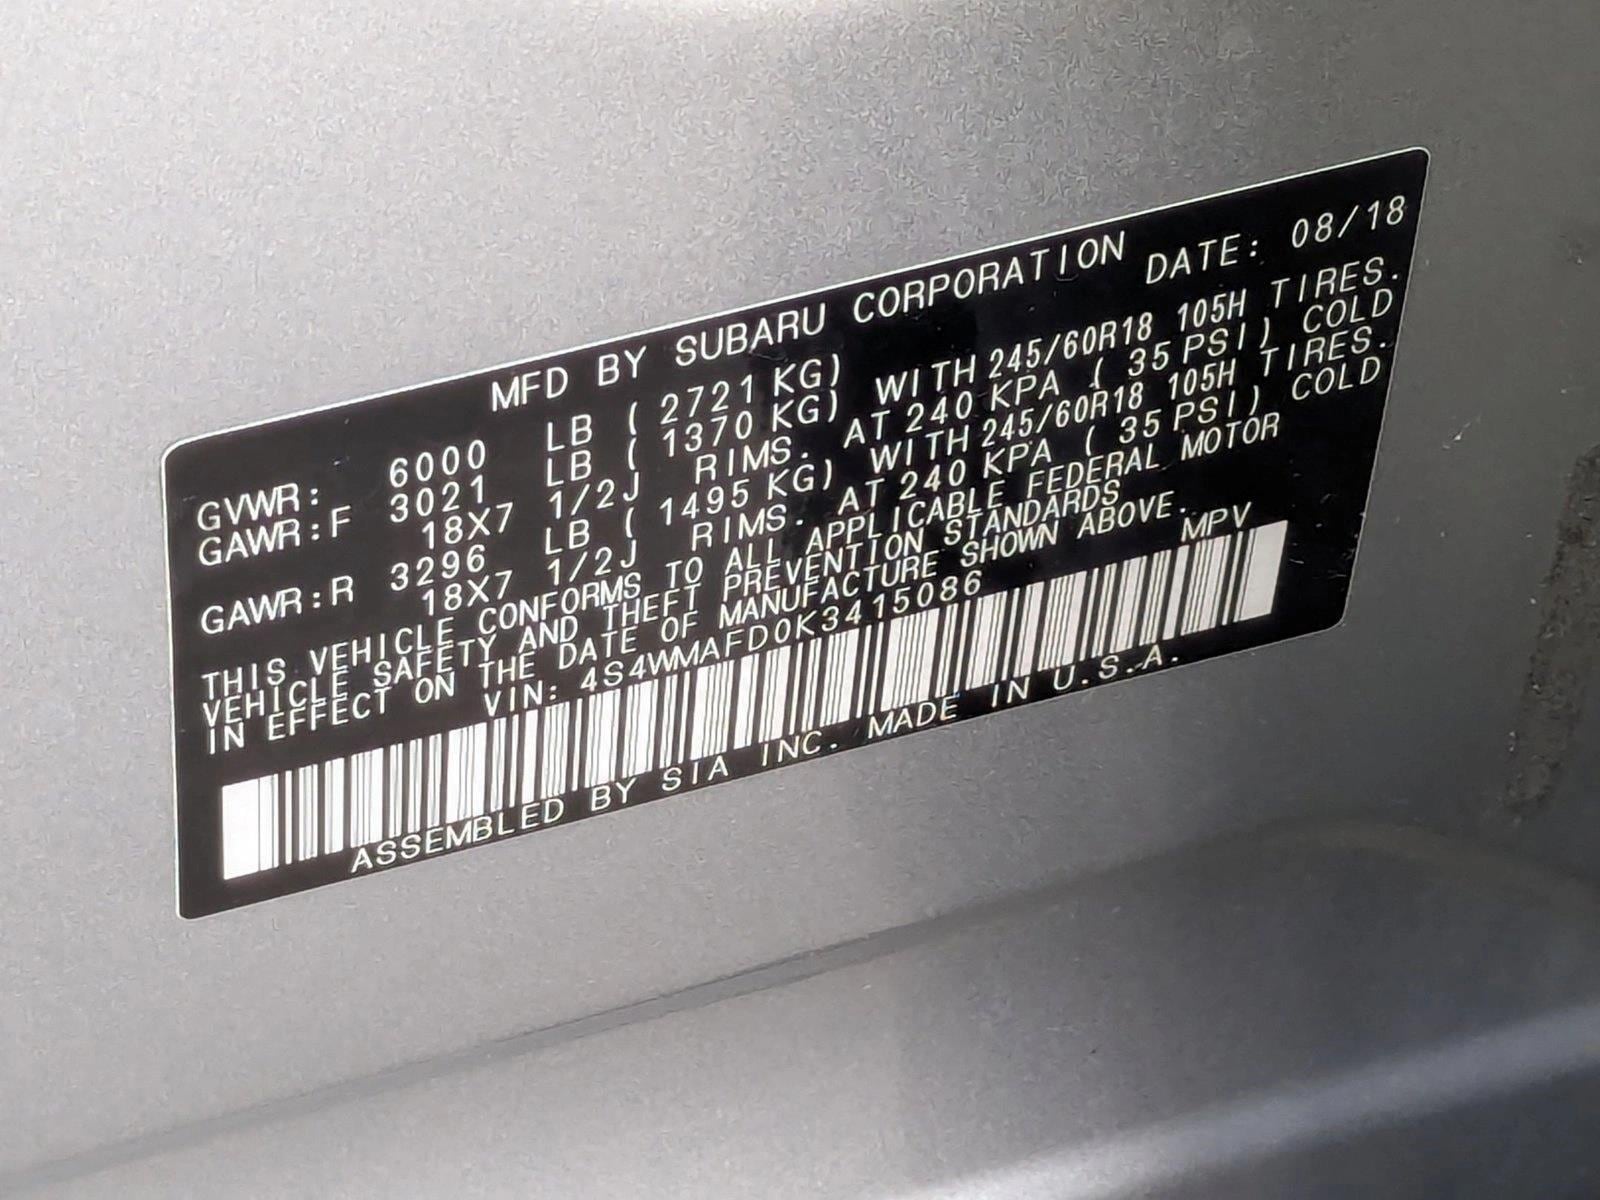 MFD BY SUBARU CORPORATION DATE: 08/18
GVWR: 6000 LB ( 2721 KG)
GAWR:F 3021 LB ( 1370 KG) WITH 245/60R18 105H TIRES.
18X7 1/2J RIMS. AT 240 KPA ( 35 PSI) COLD
GAWR:R 3296 LB ( 1495 KG) WITH 245/60R18 105H TIRES.
18X7 1/2J RIMS. AT 240 KPA ( 35 PSI) COLD
THIS VEHICLE CONFORMS TO ALL APPLICABLE FEDERAL MOTOR
VEHICLE SAFETY AND THEFT PREVENTION STANDARDS
IN EFFECT ON THE DATE OF MANUFACTURE SHOWN ABOVE.
VIN: 4S4WMAFD0K3415086 MPV
ASSEMBLED BY SIA INC. MADE IN U.S.A.